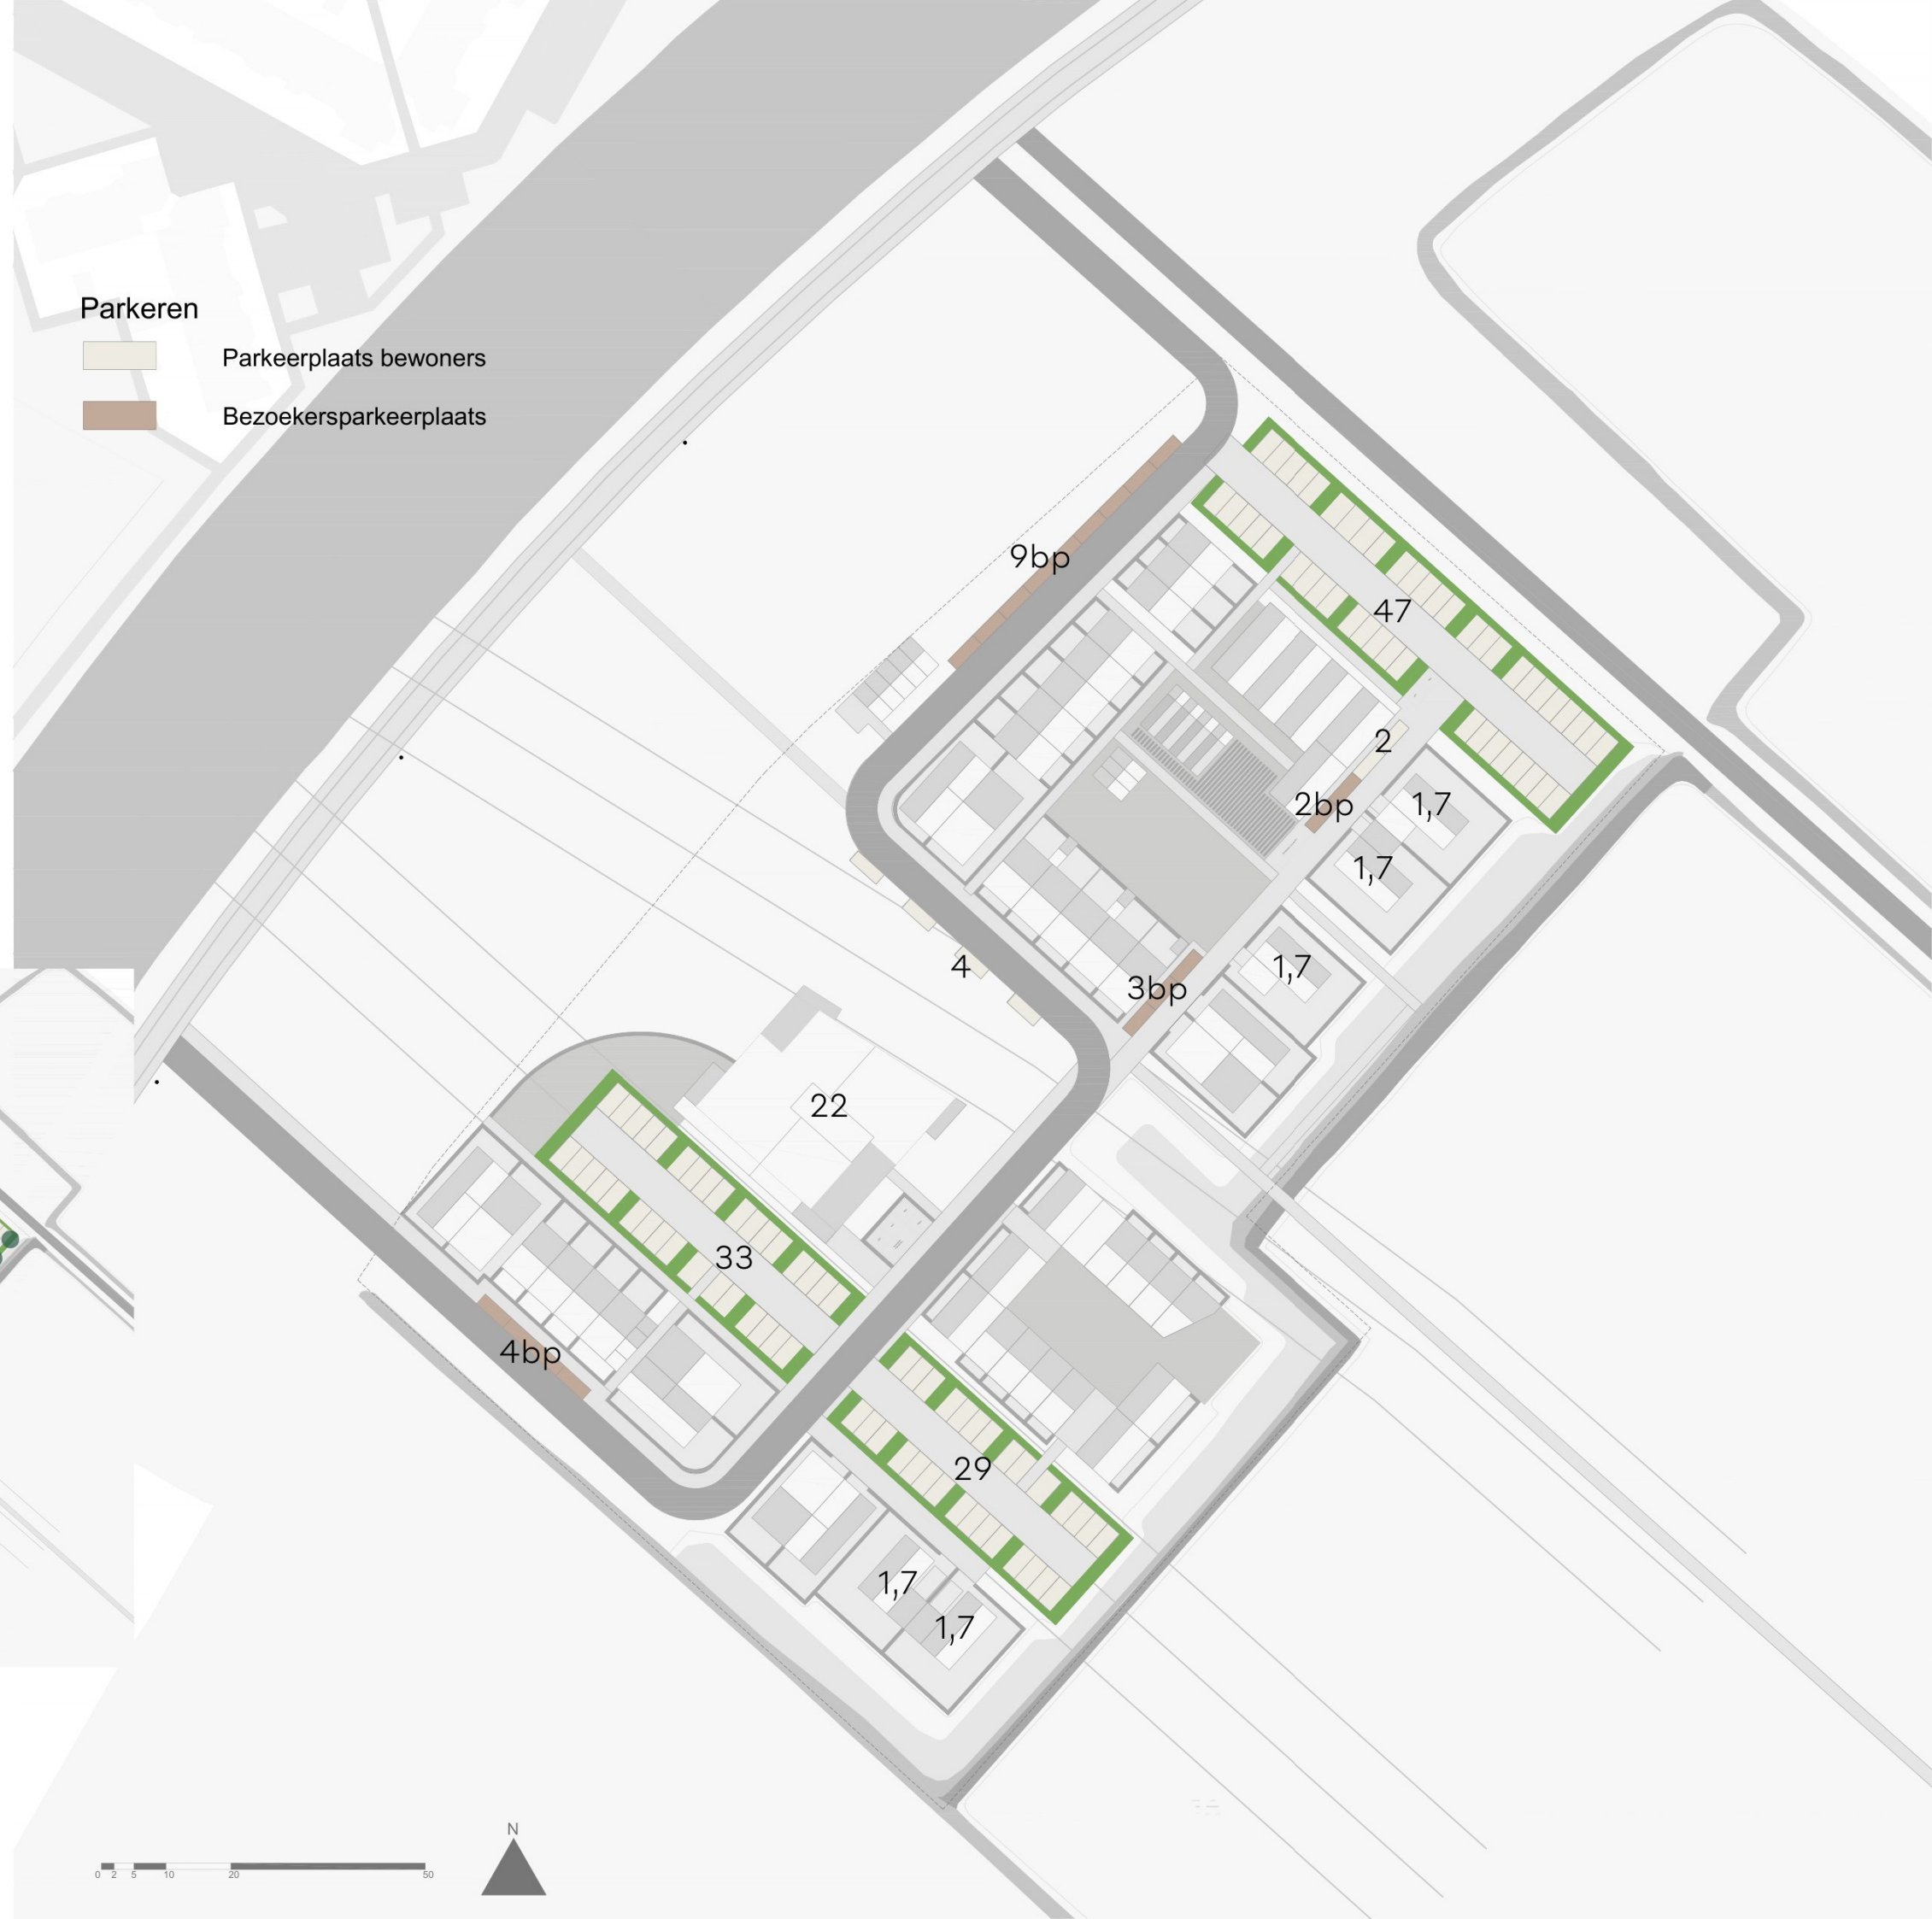 Parkeren
Parkeerplaats bewoners
Bezoekersparkeerplaats
9bp
47
2
2bp
1,7
1,7
4
3bp
1,7
22
33
4bp
29
1,7
1,7
N
0 2 5 10 20 50